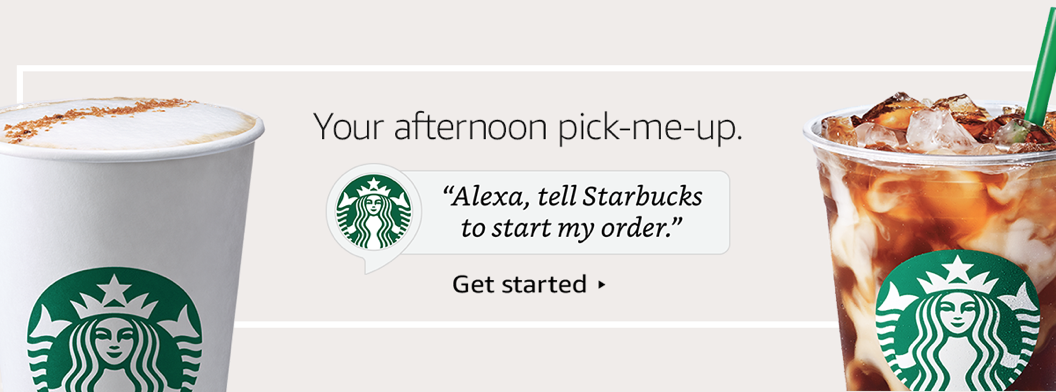 Your afternoon pick-me-up.
“Alexa, tell Starbucks
to start my order.”
Get started ▸